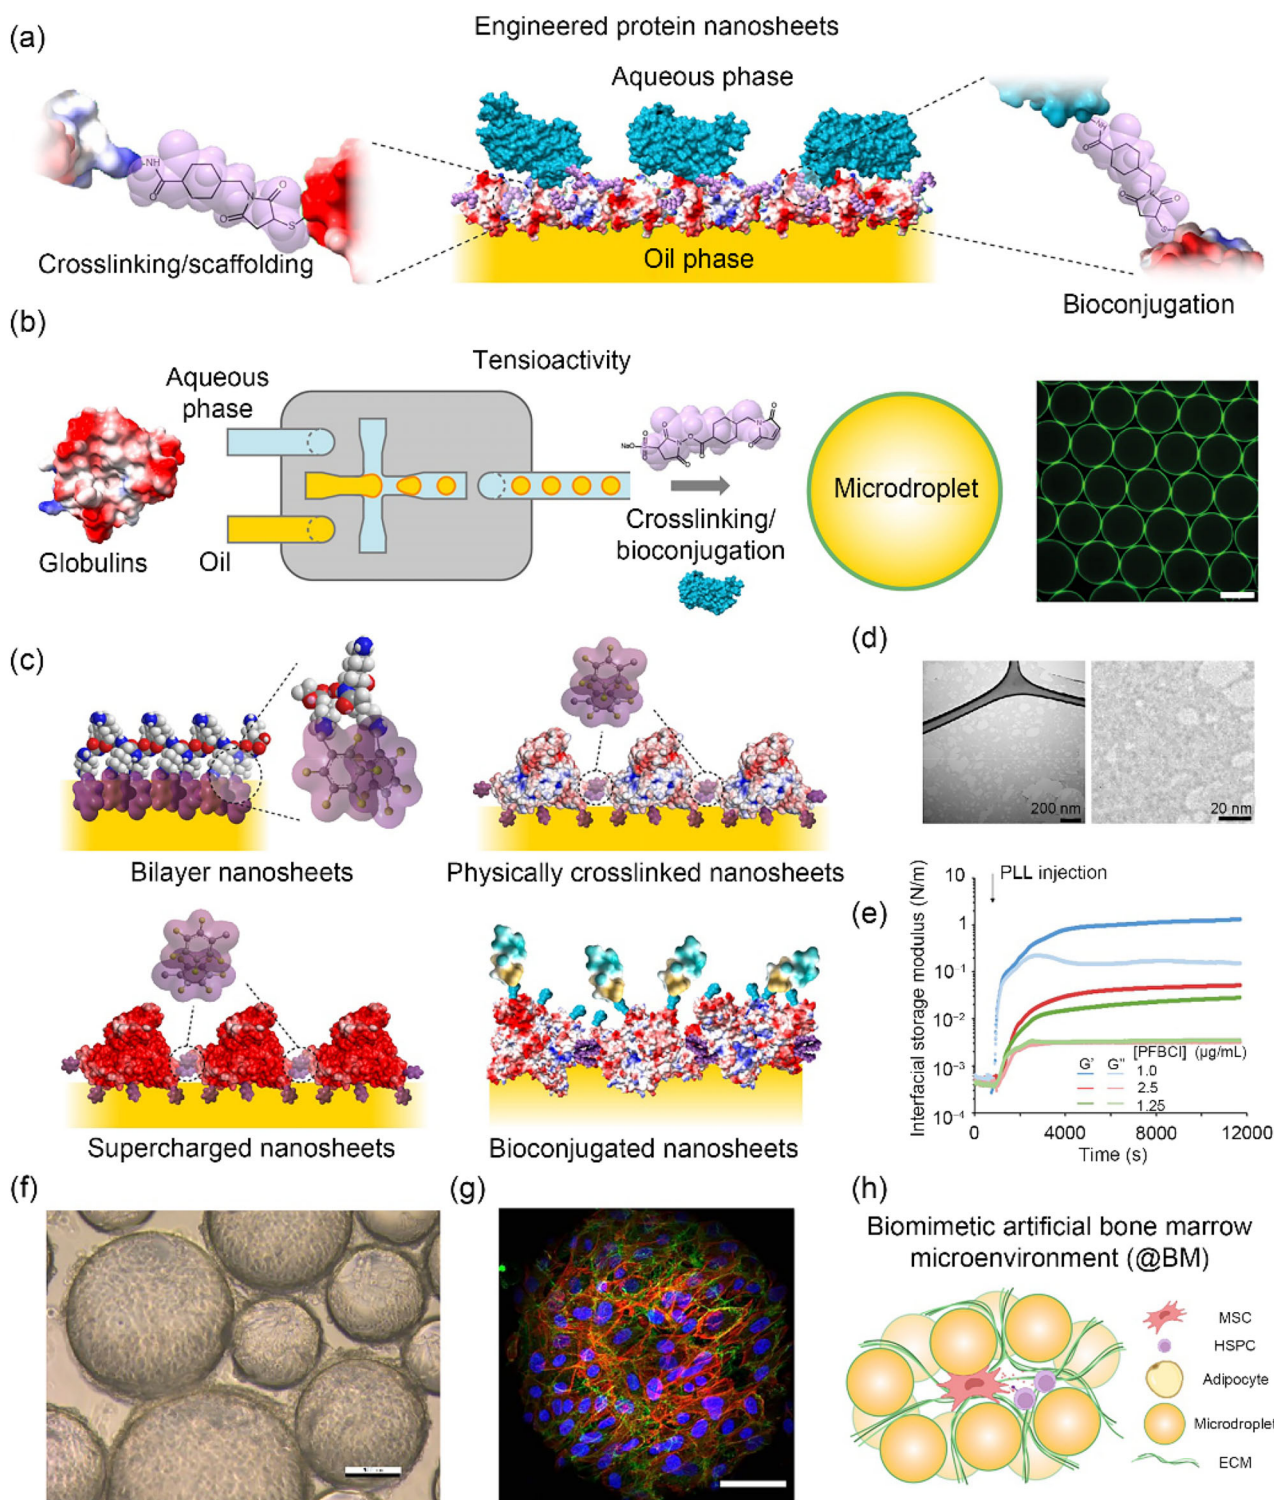 (a)
Engineered protein nanosheets
Aqueous phase
NH
O
O
N
O
S
Crosslinking/scaffolding
Oil phase
NH
O
O
N
O
S
Bioconjugation
(b)
Tensioactivity
Aqueous
phase
Globulins
Oil
NaO
Crosslinking/
bioconjugation
Microdroplet
(c)
Bilayer nanosheets
Physically crosslinked nanosheets
Supercharged nanosheets
Bioconjugated nanosheets
(d)
200 nm
20 nm
(e)
PLL injection
Interfacial storage modulus (N/m)
10
1
10⁻¹
10⁻²
10⁻³
10⁻⁴
G' G" [PFBCl] (μg/mL)
1.0
2.5
1.25
0 4000 8000 12000
Time (s)
(f)
(g)
(h)
Biomimetic artificial bone marrow
microenvironment (@BM)
MSC
HSPC
Adipocyte
Microdroplet
ECM